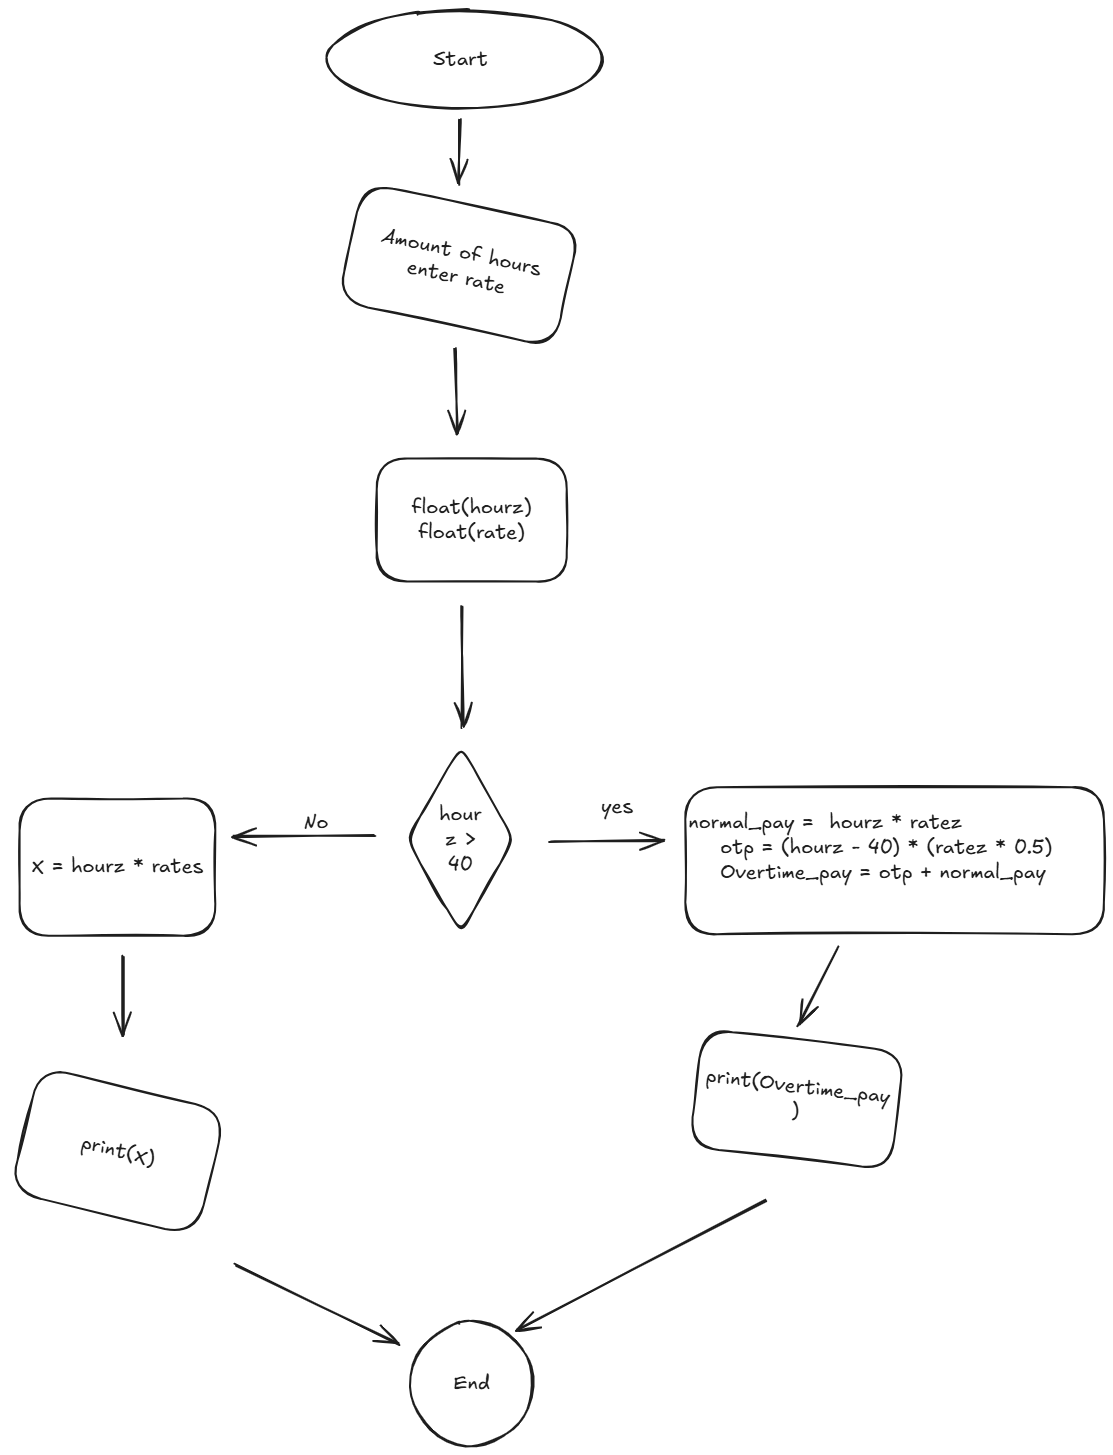 Start
Amount of hours
enter rate
float(hourz)
float(rate)
hour
z >
40
No
yes
X = hourz * rates
normal_pay =  hourz * ratez
otp = (hourz - 40) * (ratez * 0.5)
Overtime_pay = otp + normal_pay
print(X)
print(Overtime_pay
)
End